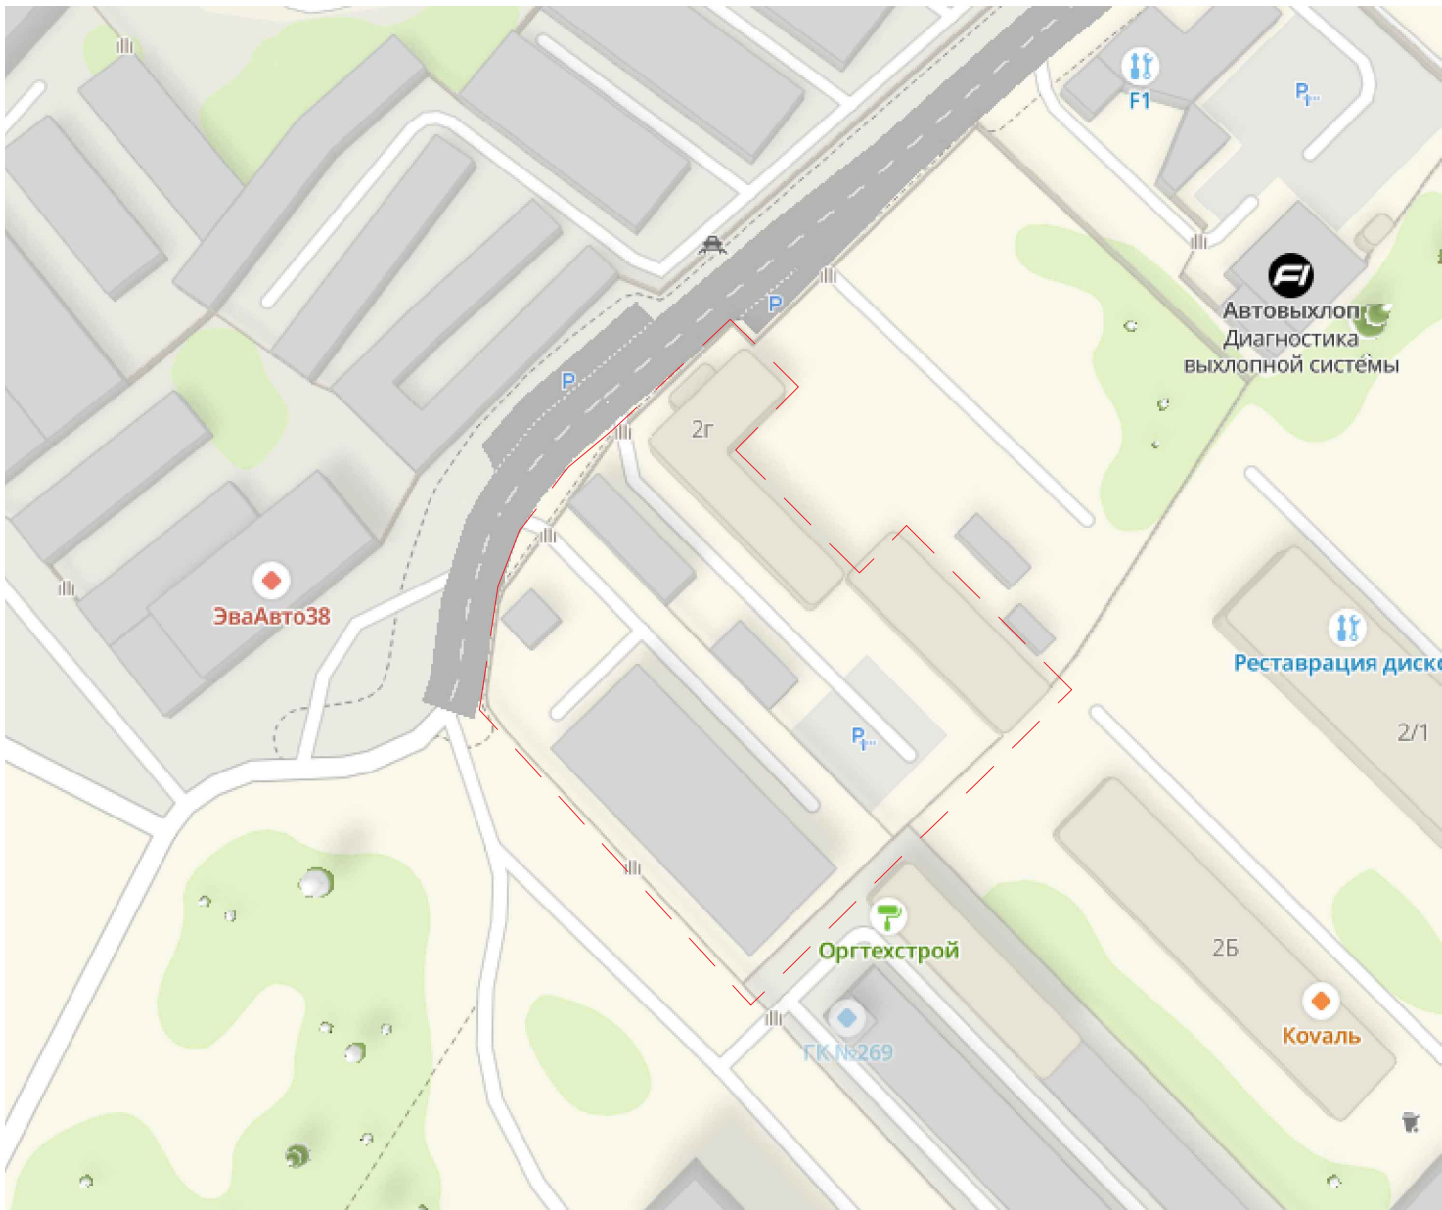 F1
P
P
P
Автовыхлоп
Диагностика
выхлопной системы
P
2г
ЭваАвто38
Реставрация диско
2/1
P
Оргтехстрой
2Б
Коvаль
ГК №269